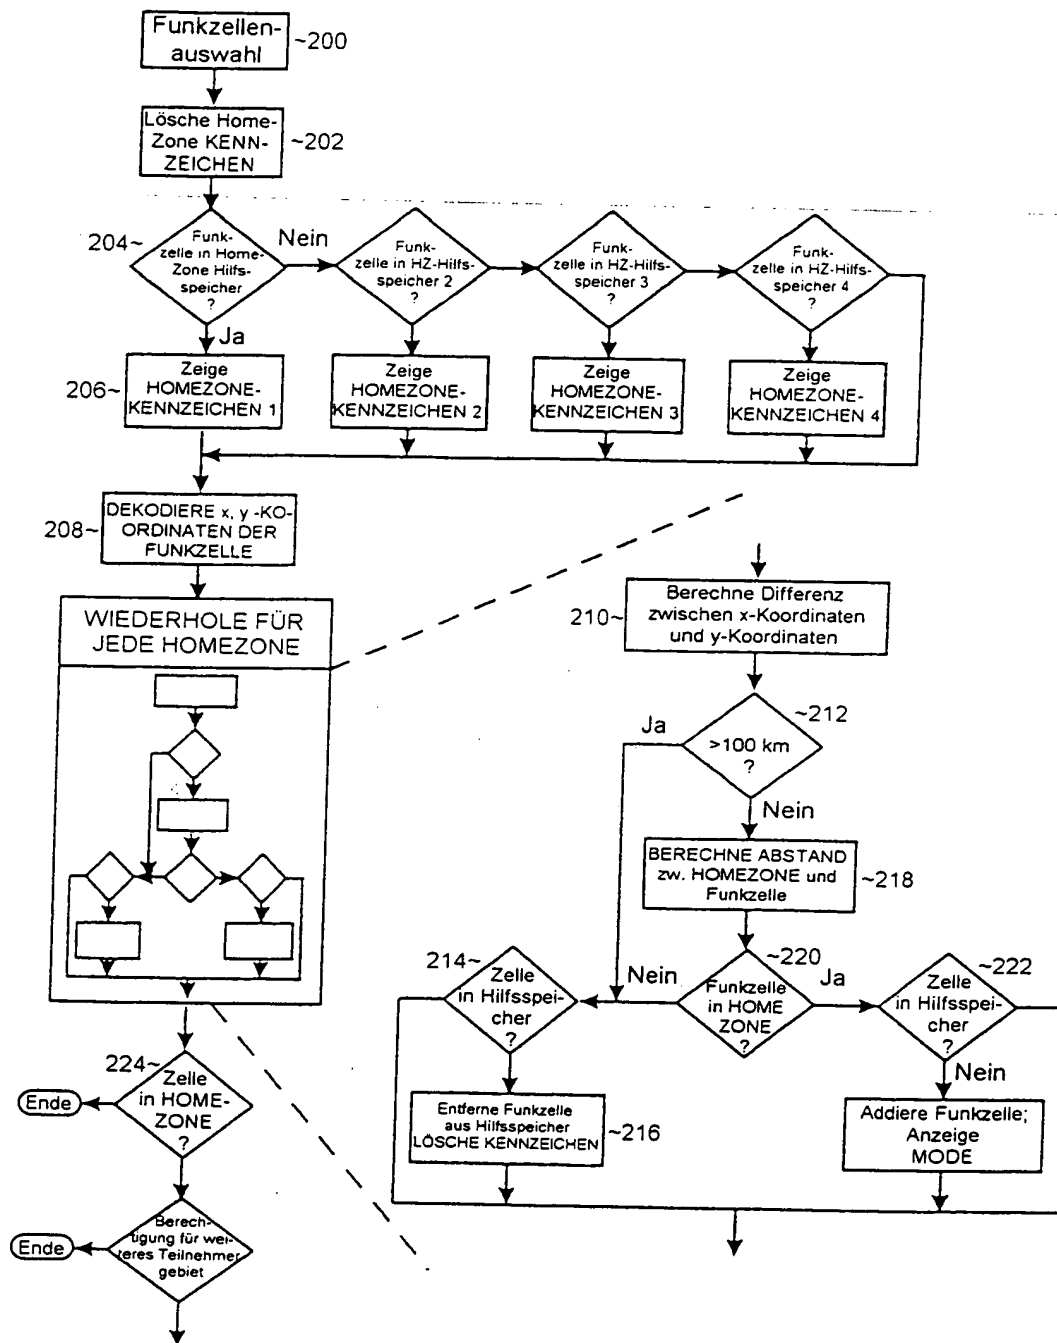 Funkzellen-
auswahl
~200
Lösche Home-
Zone KENN-
ZEICHEN
~202
204~
Funk-
zelle in Home-
Zone Hilfs-
speicher
?
Nein
Funk-
zelle in HZ-Hilfs-
speicher 2
?
Funk-
zelle in HZ-Hilfs-
speicher 3
?
Funk-
zelle in HZ-Hilfs-
speicher 4
?
Ja
206~
Zeige
HOMEZONE-
KENNZEICHEN 1
Zeige
HOMEZONE-
KENNZEICHEN 2
Zeige
HOMEZONE-
KENNZEICHEN 3
Zeige
HOMEZONE-
KENNZEICHEN 4
208~
DEKODIERE x, y -KO-
ORDINATEN DER
FUNKZELLE
WIEDERHOLE FÜR
JEDE HOMEZONE
210~
Berechne Differenz
zwischen x-Koordinaten
und y-Koordinaten
~212
Ja
>100 km
?
Nein
BERECHNE ABSTAND
zw. HOMEZONE und
Funkzelle
~218
214~
Zelle
in Hilfsspei-
cher
?
Nein
~220
Funkzelle
in HOME
ZONE
?
Ja
~222
Zelle
in Hilfsspei-
cher
?
Nein
Entferne Funkzelle
aus Hilfsspeicher
LÖSCHE KENNZEICHEN
~216
Addiere Funkzelle;
Anzeige
MODE
224~
Zelle
in HOME-
ZONE
?
Ende
Berech-
tigung für wei-
teres Teilnehmer
gebiet
Ende